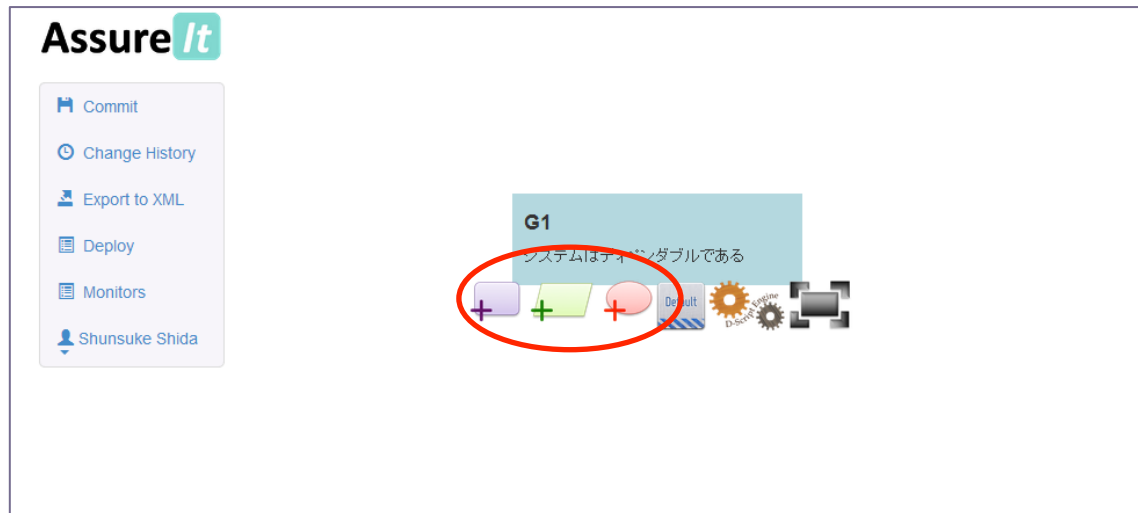 Assure It
Commit
Change History
Export to XML
Deploy
Monitors
Shunsuke Shida
G1
システムはディペンダブルである
Default
D-Script Engine